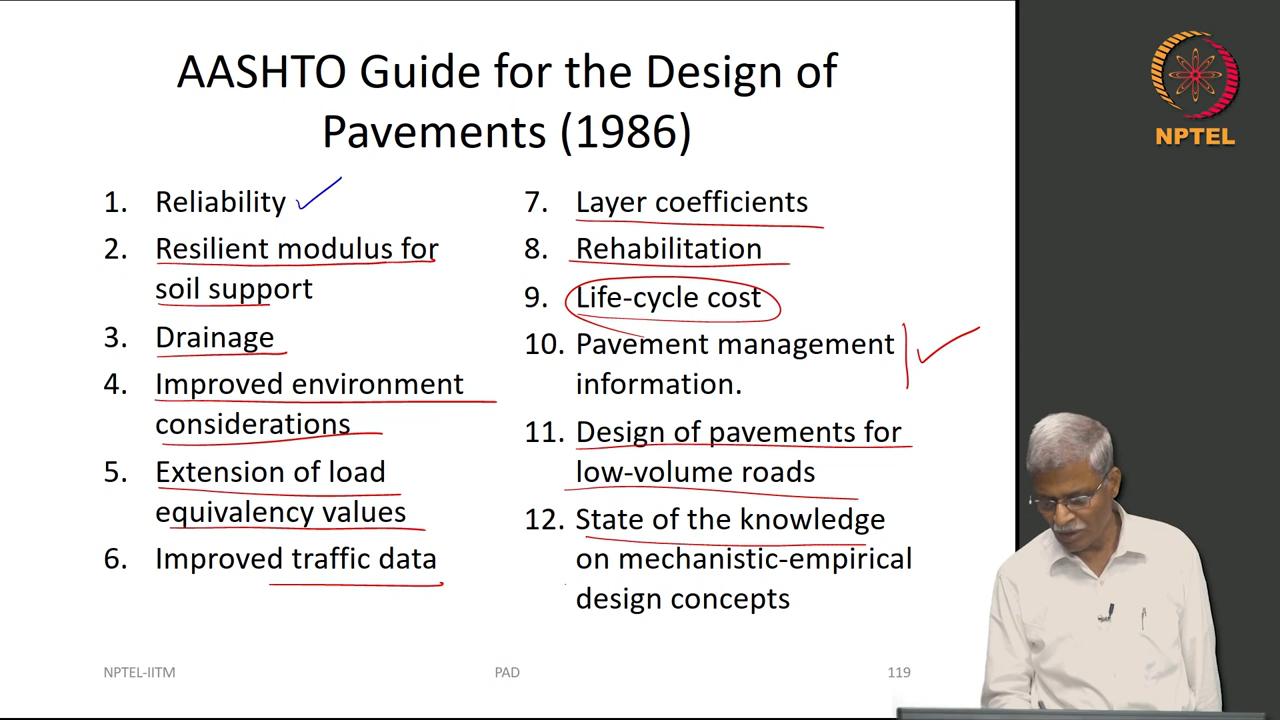 AASHTO Guide for the Design of
Pavements (1986)
1. Reliability
2. Resilient modulus for
soil support
3. Drainage
4. Improved environment
considerations
5. Extension of load
equivalency values
6. Improved traffic data
7. Layer coefficients
8. Rehabilitation
9. Life-cycle cost
10. Pavement management
information.
11. Design of pavements for
low-volume roads
12. State of the knowledge
on mechanistic-empirical
design concepts
NPTEL-IITM
PAD
119
NPTEL